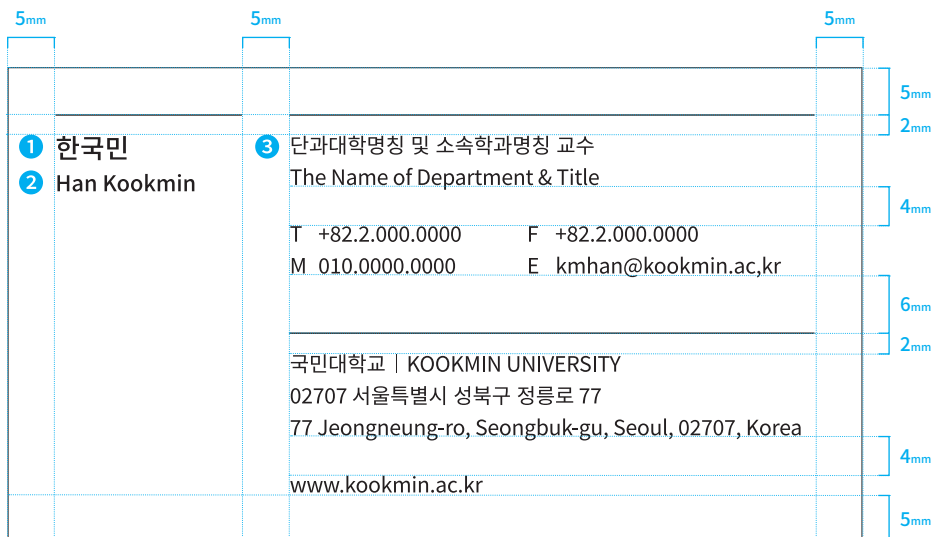 5mm 5mm 5mm
5mm
2mm
1 한국민
2 Han Kookmin
3 단과대학명칭 및 소속학과명칭 교수
The Name of Department & Title
4mm
T +82.2.000.0000 F +82.2.000.0000
M 010.0000.0000 E kmhan@kookmin.ac,kr
6mm
2mm
국민대학교 | KOOKMIN UNIVERSITY
02707 서울특별시 성북구 정릉로 77
77 Jeongneung-ro, Seongbuk-gu, Seoul, 02707, Korea
4mm
www.kookmin.ac.kr
5mm